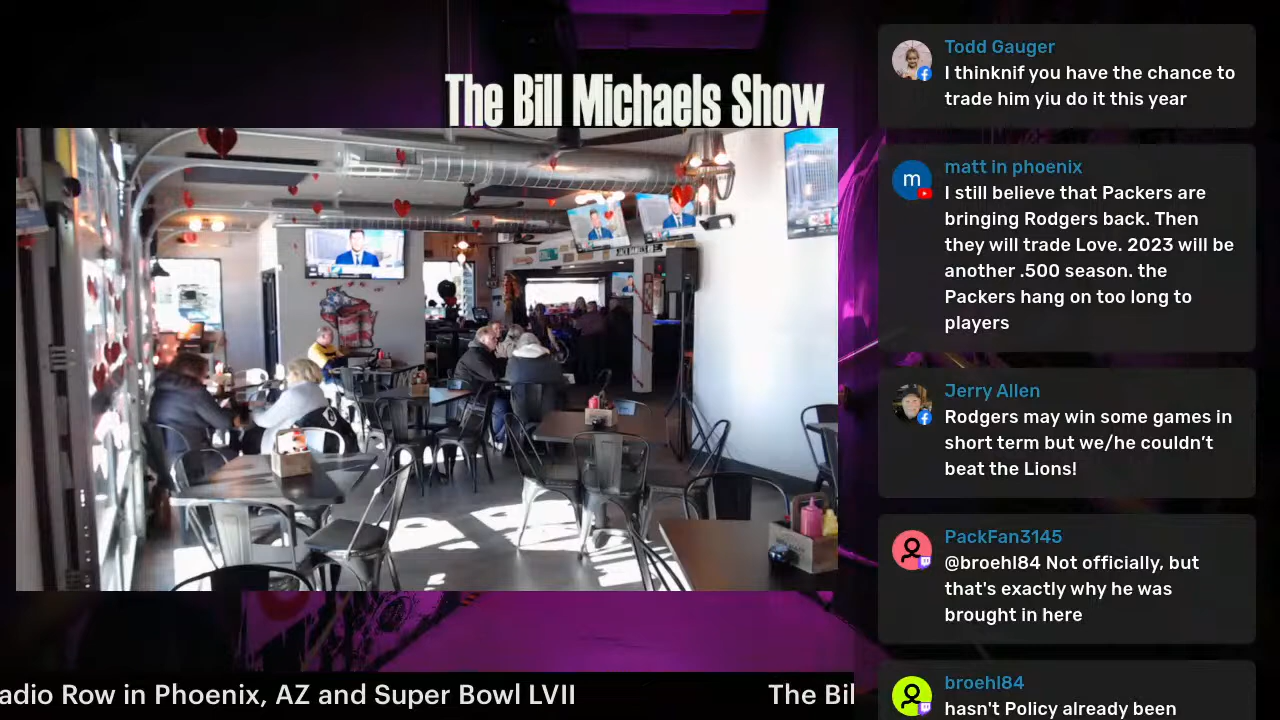 The Bill Michaels Show
Todd Gauger
I thinknif you have the chance to
trade him yiu do it this year
m
matt in phoenix
I still believe that Packers are
bringing Rodgers back. Then
they will trade Love. 2023 will be
another .500 season. the
Packers hang on too long to
players
Jerry Allen
Rodgers may win some games in
short term but we/he couldn’t
beat the Lions!
PackFan3145
@broehl84 Not officially, but
that's exactly why he was
brought in here
broehl84
hasn't Policy already been
adio Row in Phoenix, AZ and Super Bowl LVII
The Bil